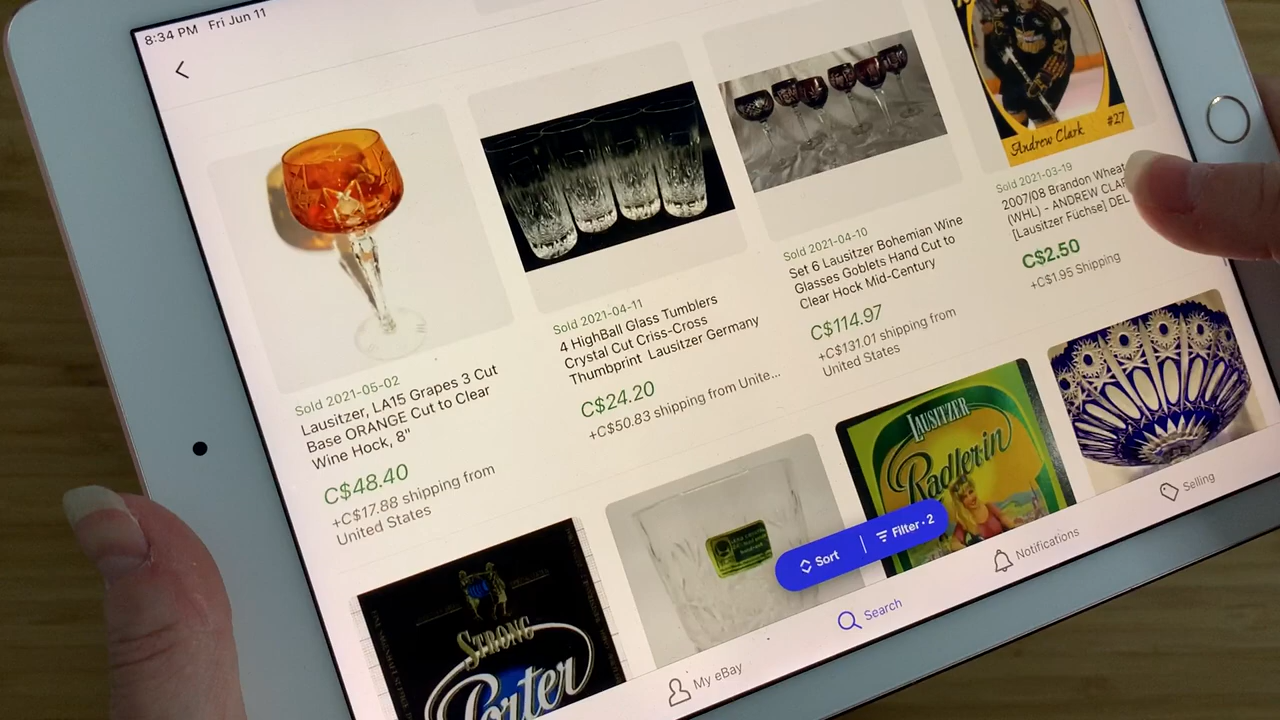 8:34 PM Fri Jun 11
Sold 2021-05-02
Lausitzer, LA15 Grapes 3 Cut
Base ORANGE Cut to Clear
Wine Hock, 8"
C$48.40
+C$17.88 shipping from
United States
Sold 2021-04-11
4 HighBall Glass Tumblers
Crystal Cut Criss-Cross
Thumbprint Lausitzer Germany
C$24.20
+C$50.83 shipping from Unite...
Sold 2021-04-10
Set 6 Lausitzer Bohemian Wine
Glasses Goblets Hand Cut to
Clear Hock Mid-Century
C$114.97
+C$131.01 shipping from
United States
Andrew Clark #27
Sold 2021-03-19
2007/08 Brandon Wheat
(WHL) - ANDREW CLAR
[Lausitzer Füchse] DEL
C$2.50
+C$1.95 Shipping
STRONG
Porter
LAUSITZER
Radlerin
Sort
Filter · 2
My eBay
Search
Notifications
Selling